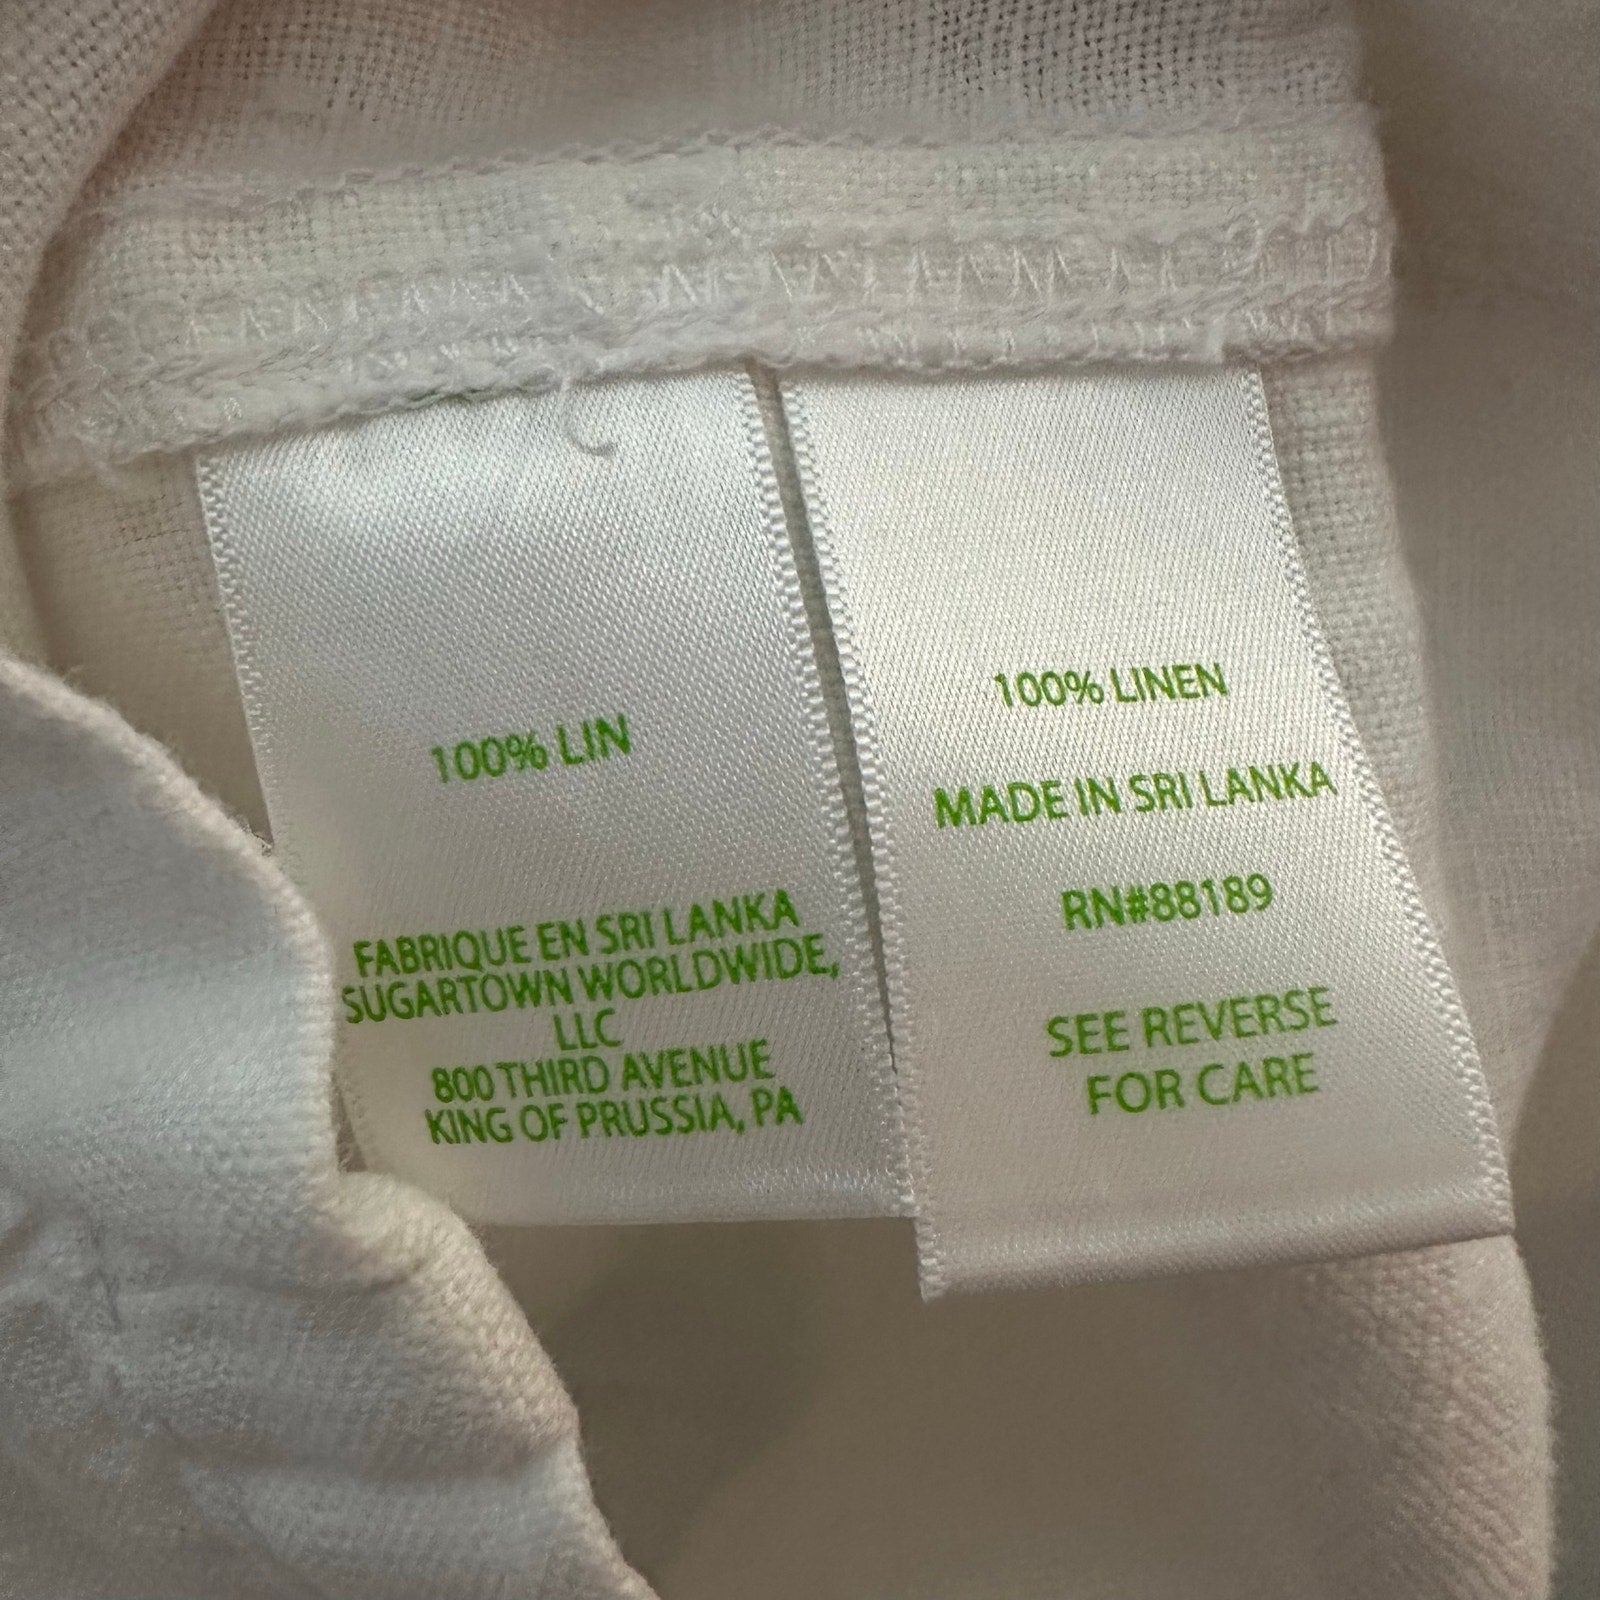 100% LIN
FABRIQUE EN SRI LANKA
SUGARTOWN WORLDWIDE,
LLC
800 THIRD AVENUE
KING OF PRUSSIA, PA
100% LINEN
MADE IN SRI LANKA
RN#88189
SEE REVERSE
FOR CARE